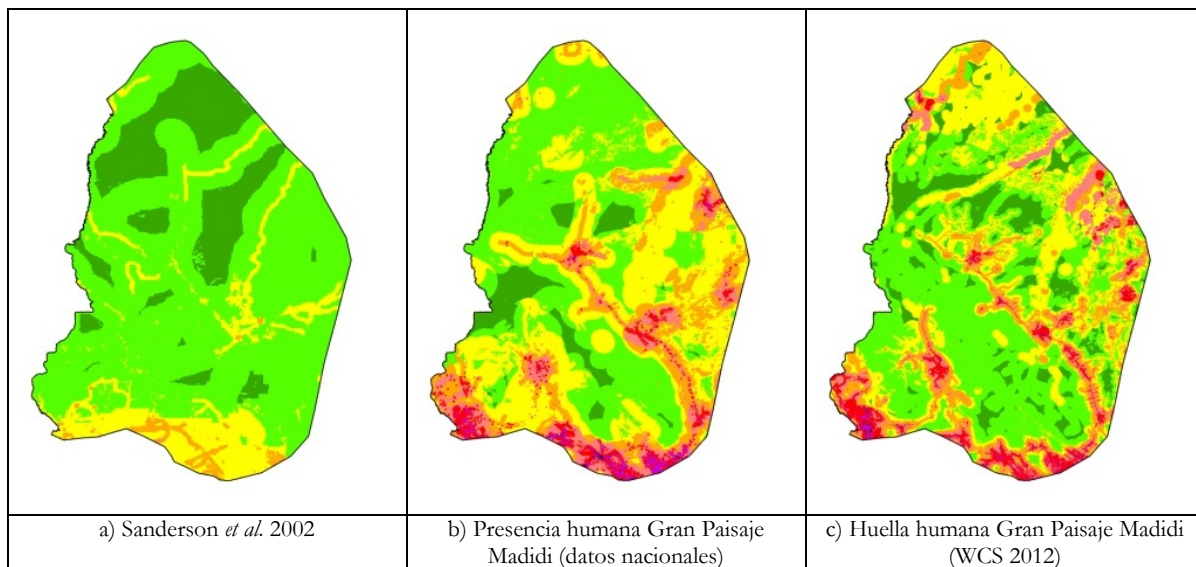 a) Sanderson et al. 2002
b) Presencia humana Gran Paisaje
Madidi (datos nacionales)
c) Huella humana Gran Paisaje Madidi
(WCS 2012)